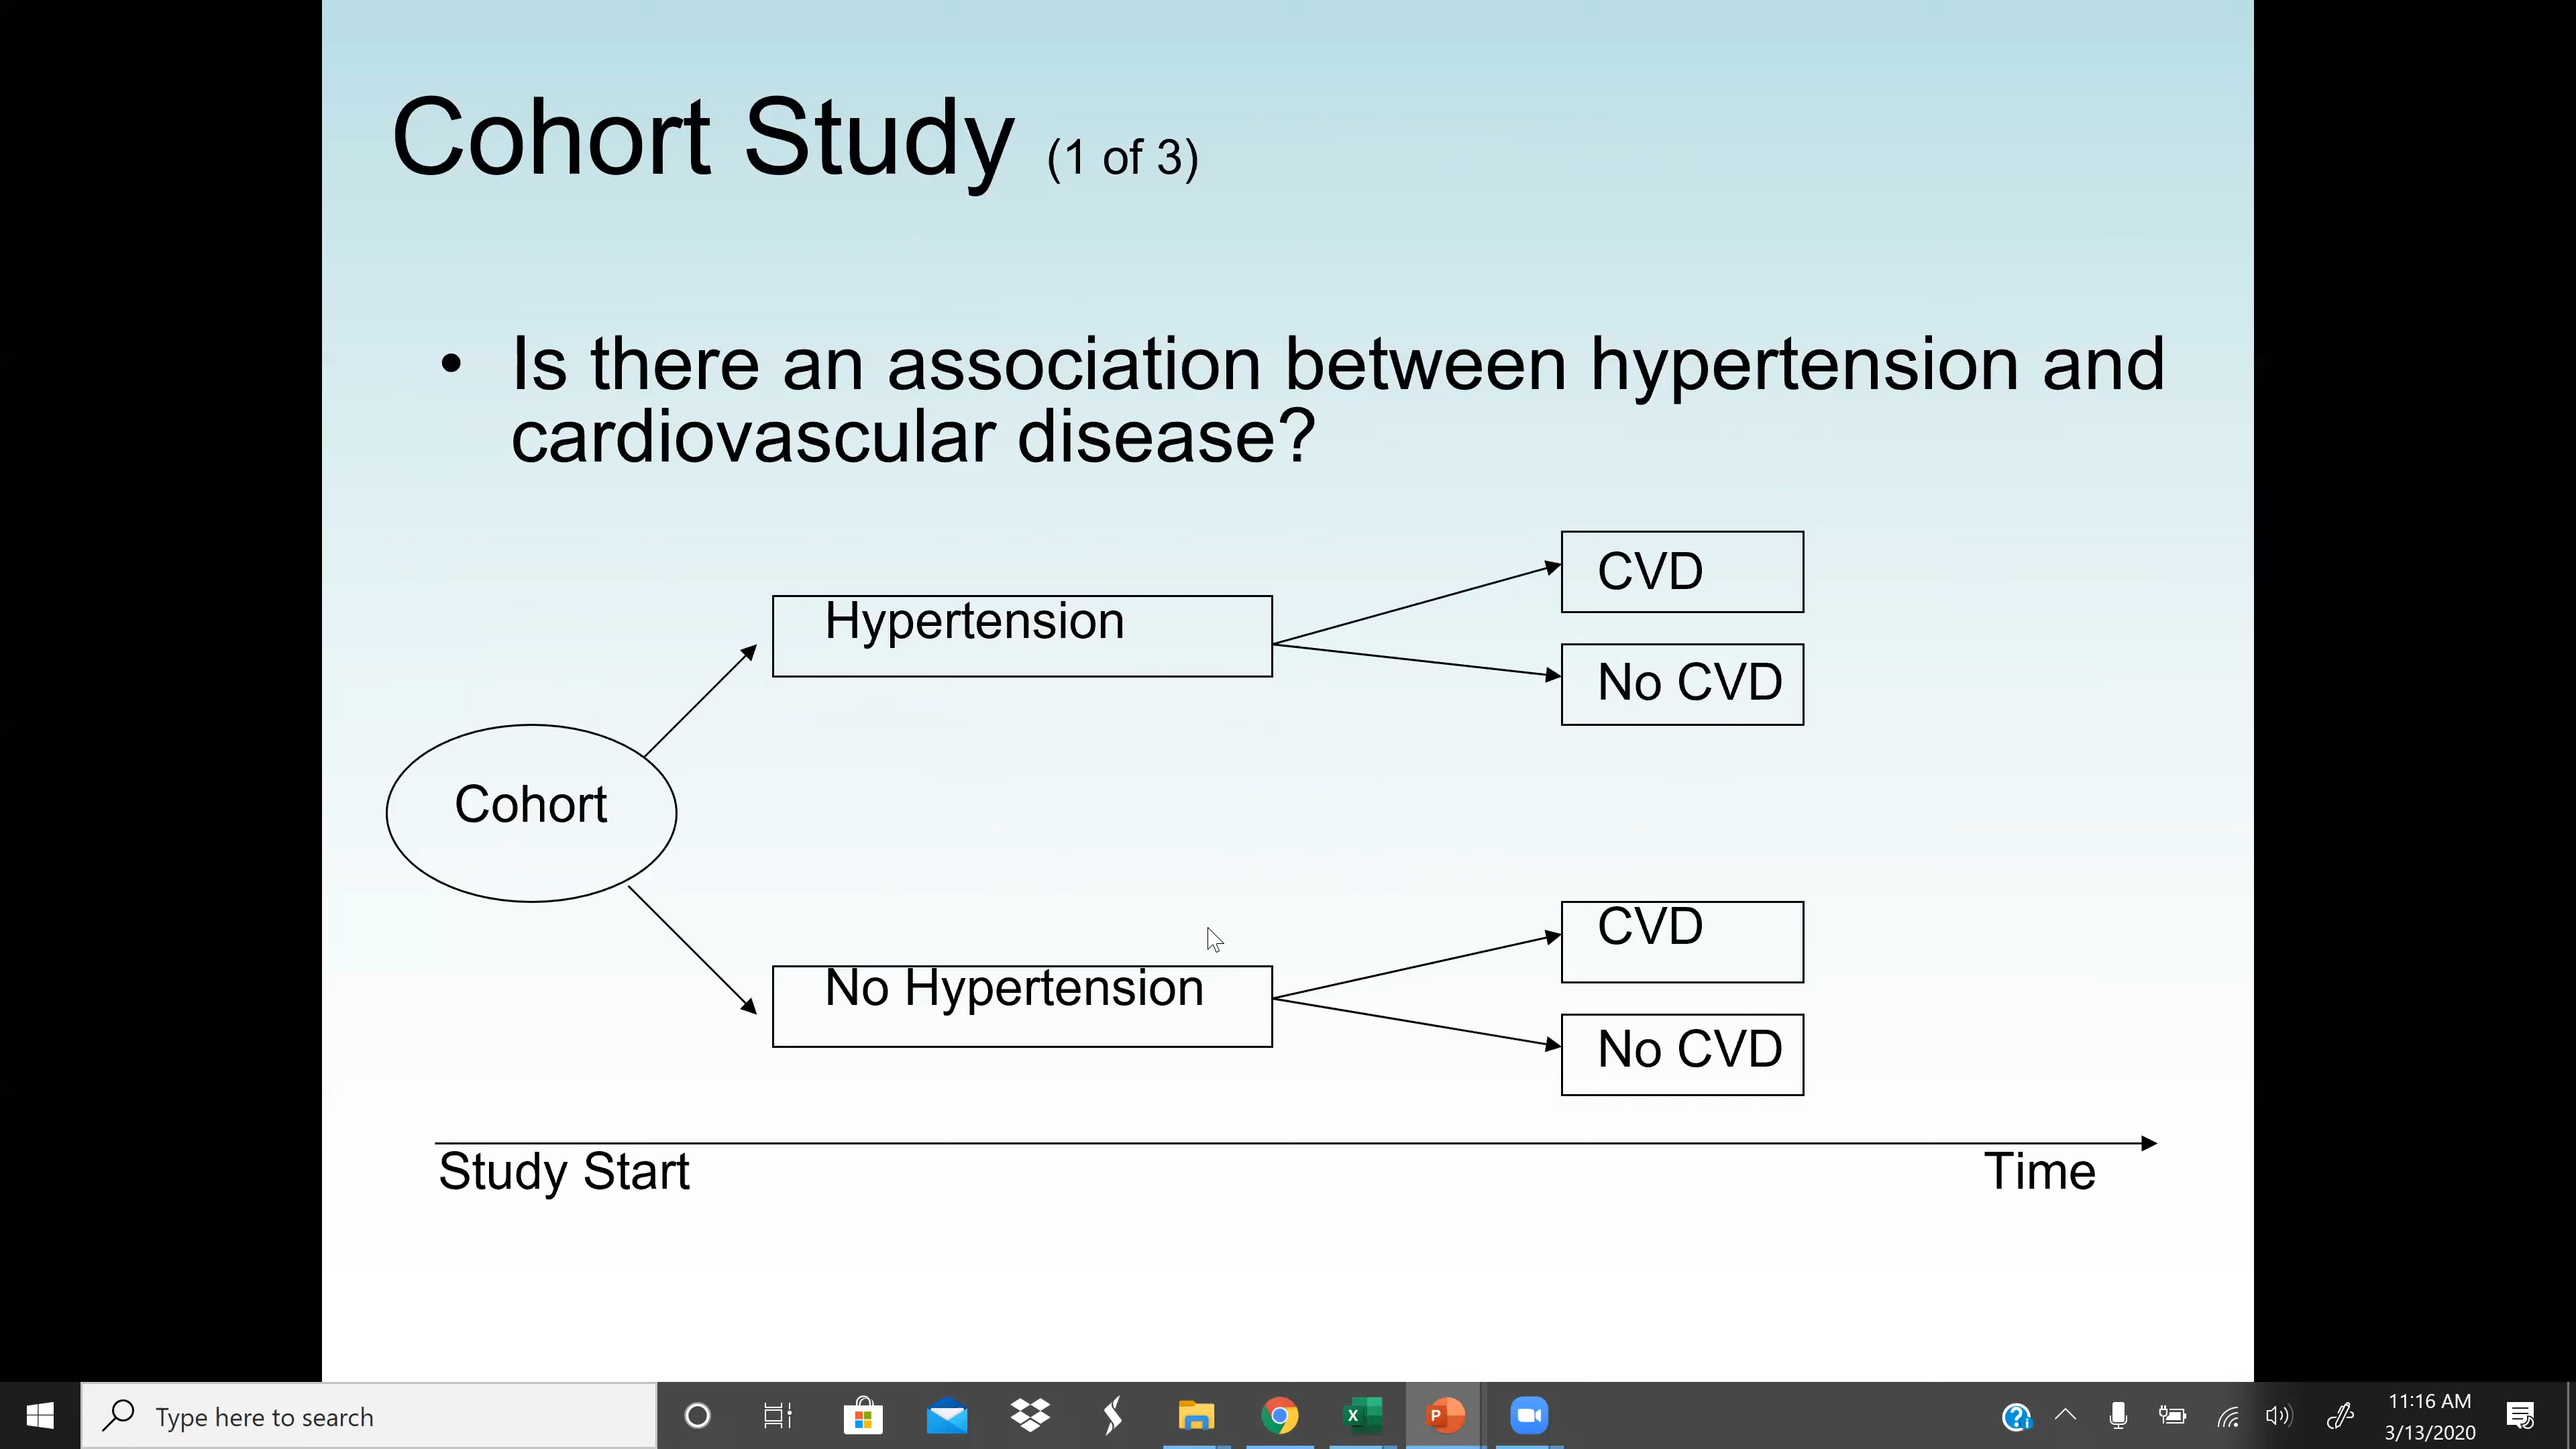 Cohort Study (1 of 3)
• Is there an association between hypertension and
cardiovascular disease?
CVD
Hypertension
No CVD
Cohort
CVD
No Hypertension
No CVD
Study Start
Time
Type here to search
11:16 AM
3/13/2020